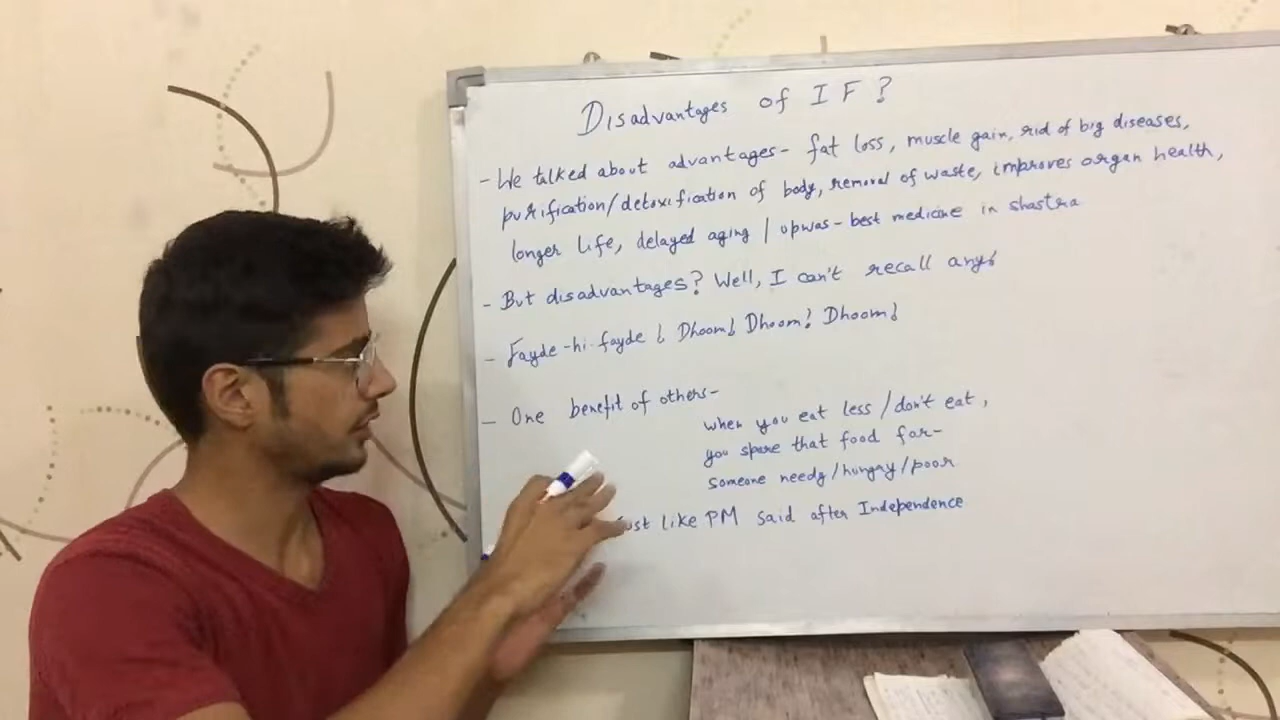 Disadvantages of IF?
- We talked about advantages - fat loss, muscle gain, rid of big diseases,
purification/detoxification of body, removal of waste, improves organ health,
longer life, delayed aging / upwas - best medicine in shastra
- But disadvantages? Well, I can't recall any!
- Fayde-hi-fayde! Dhoom! Dhoom! Dhoom!
- One benefit of others-
when you eat less/don't eat,
you spare that food for-
someone needy/hungry/poor
Just like PM said after Independence